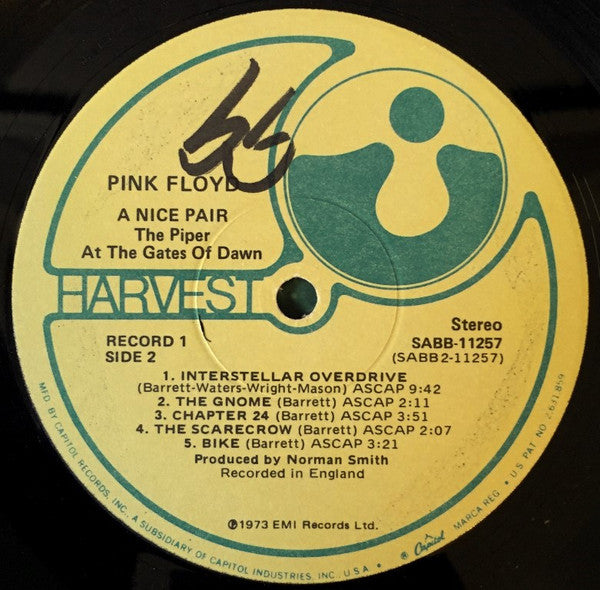 PINK FLOYD
A NICE PAIR
The Piper
At The Gates Of Dawn
HARVEST
RECORD 1
SIDE 2
Stereo
SABB-11257
(SABB2-11257)
1. INTERSTELLAR OVERDRIVE
(Barrett-Waters-Wright-Mason) ASCAP 9:42
2. THE GNOME (Barrett) ASCAP 2:11
3. CHAPTER 24 (Barrett) ASCAP 3:51
4. THE SCARECROW (Barrett) ASCAP 2:07
5. BIKE (Barrett) ASCAP 3:21
Produced by Norman Smith
Recorded in England
℗1973 EMI Records Ltd.
MFD. BY CAPITOL RECORDS, INC., A SUBSIDIARY OF CAPITOL INDUSTRIES, INC., U.S.A. • ® Capitol MARCA REG. • U.S. PAT. NO. 2,631,859